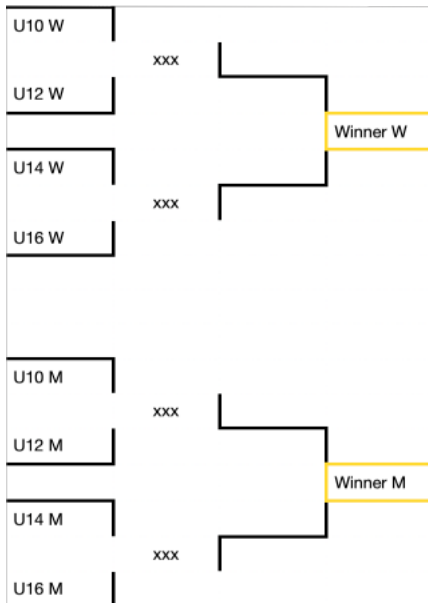 U10 W
xxx
U12 W
Winner W
U14 W
xxx
U16 W
U10 M
xxx
U12 M
Winner M
U14 M
xxx
U16 M